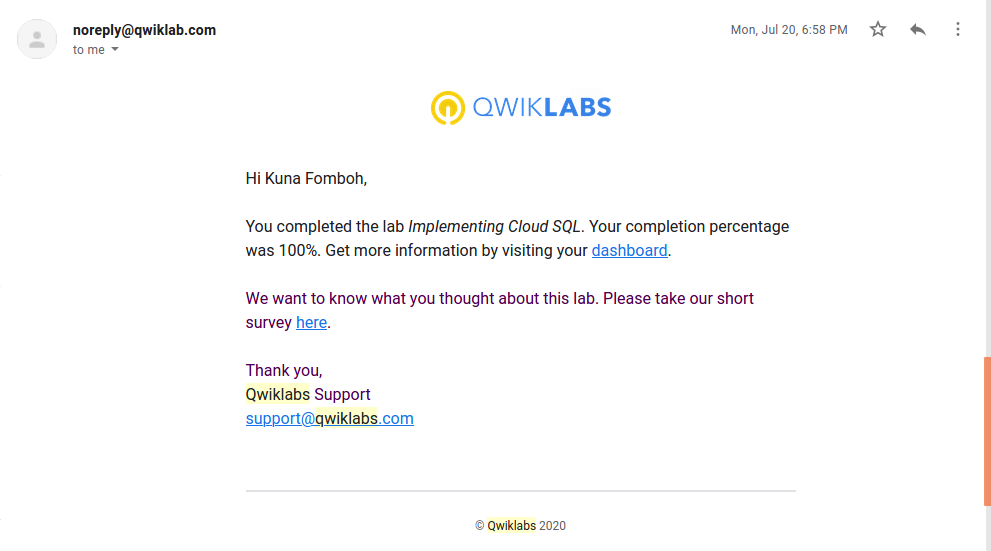 noreply@qwiklab.com
Mon, Jul 20, 6:58 PM
to me
QWIKLABS
Hi Kuna Fomboh,
You completed the lab Implementing Cloud SQL. Your completion percentage
was 100%. Get more information by visiting your dashboard.
We want to know what you thought about this lab. Please take our short
survey here.
Thank you,
Qwiklabs Support
support@qwiklabs.com
© Qwiklabs 2020